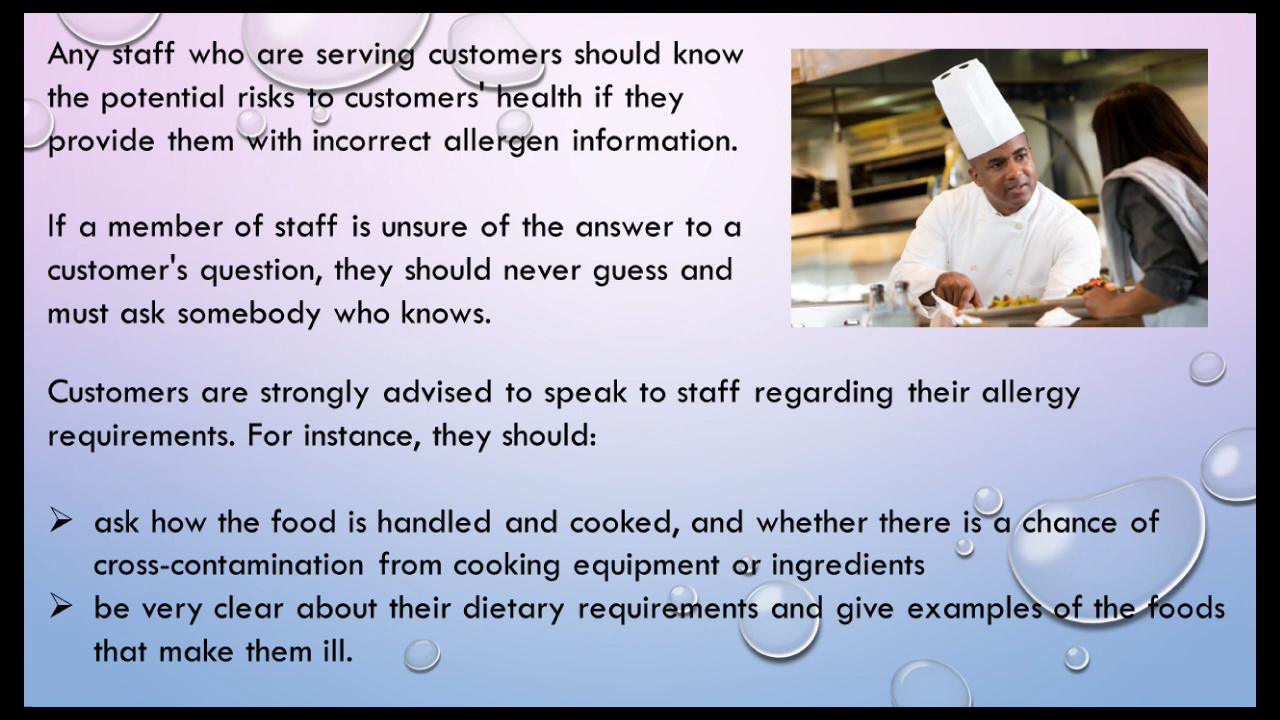 Any staff who are serving customers should know
the potential risks to customers' health if they
provide them with incorrect allergen information.
If a member of staff is unsure of the answer to a
customer's question, they should never guess and
must ask somebody who knows.
Customers are strongly advised to speak to staff regarding their allergy
requirements. For instance, they should:
➢ ask how the food is handled and cooked, and whether there is a chance of
cross-contamination from cooking equipment or ingredients
➢ be very clear about their dietary requirements and give examples of the foods
that make them ill.